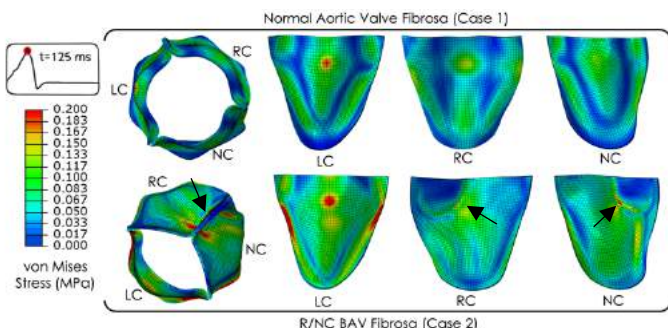 Normal Aortic Valve Fibrosa (Case 1)
t=125 ms
RC
LC
NC
LC
RC
NC
0.200
0.183
0.167
0.150
0.133
0.117
0.100
0.083
0.067
0.050
0.033
0.017
0.000
von Mises
Stress (MPa)
RC
NC
LC
LC
RC
NC
R/NC BAV Fibrosa (Case 2)